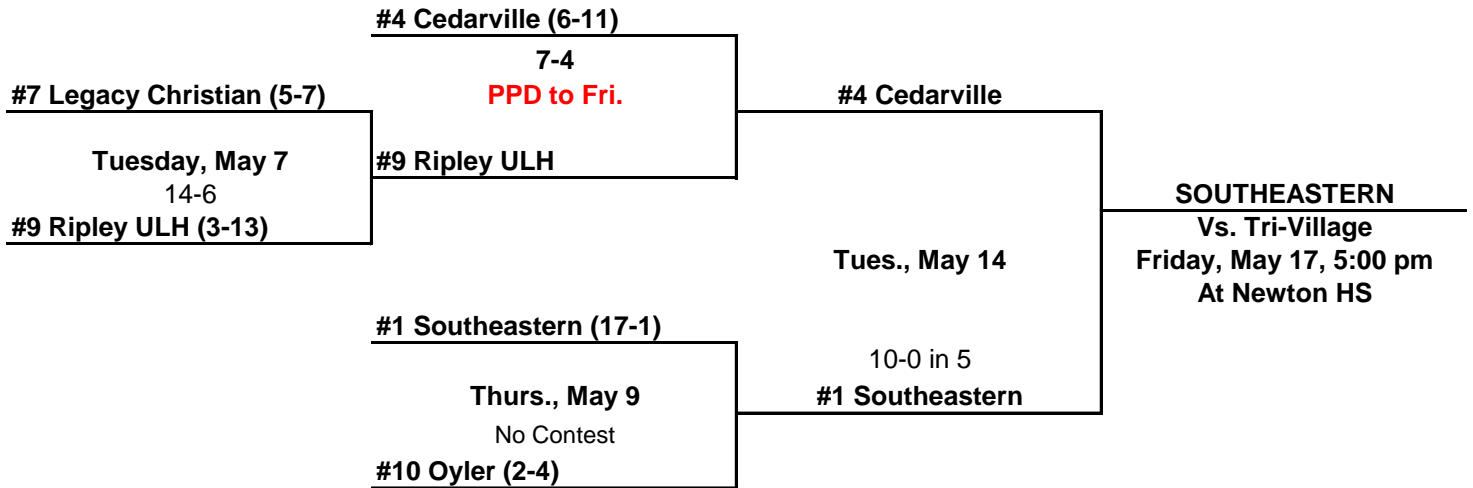 #4 Cedarville (6-11)
7-4
#7 Legacy Christian (5-7)
PPD to Fri.
#4 Cedarville
Tuesday, May 7
#9 Ripley ULH
14-6
SOUTHEASTERN
#9 Ripley ULH (3-13)
Vs. Tri-Village
Tues., May 14
Friday, May 17, 5:00 pm
At Newton HS
#1 Southeastern (17-1)
10-0 in 5
Thurs., May 9
#1 Southeastern
No Contest
#10 Oyler (2-4)